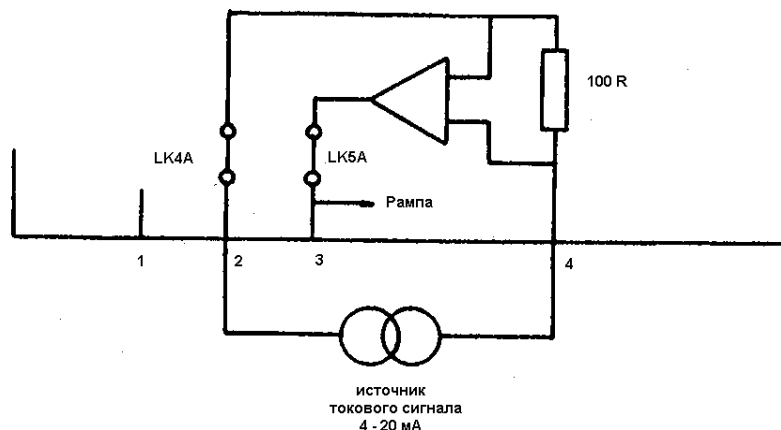 100 R
LK4A
LK5A
Рампа
1
2
3
4
источник
токового сигнала
4 - 20 мА